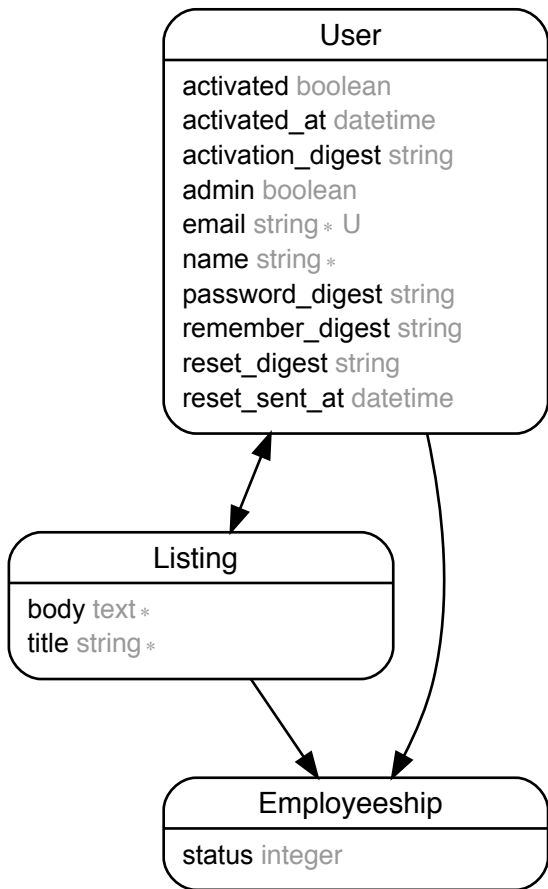 User
activated boolean
activated_at datetime
activation_digest string
admin boolean
email string* U
name string*
password_digest string
remember_digest string
reset_digest string
reset_sent_at datetime
Listing
body text*
title string*
Employeeship
status integer